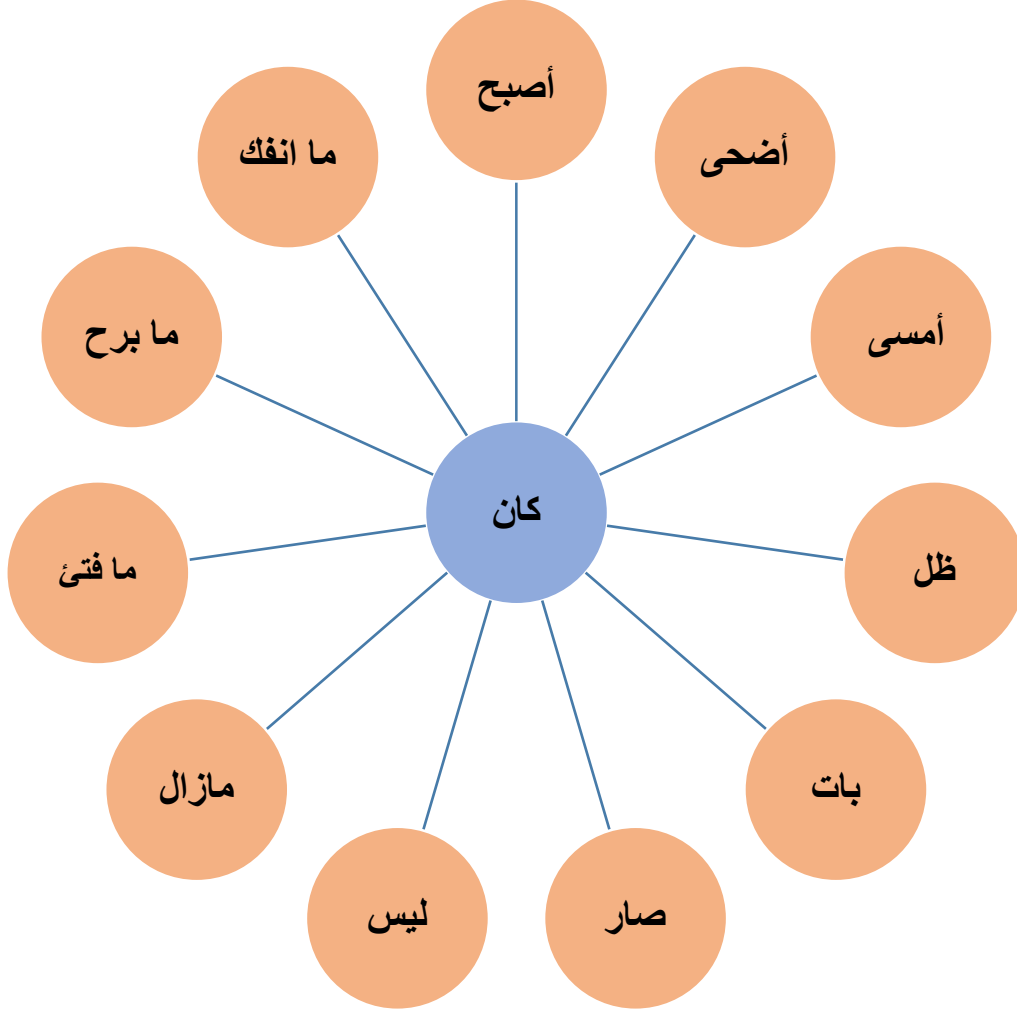 كان
أصبح
أضحى
أمسى
ظل
بات
صار
ليس
مازال
ما فتئ
ما برح
ما انفك